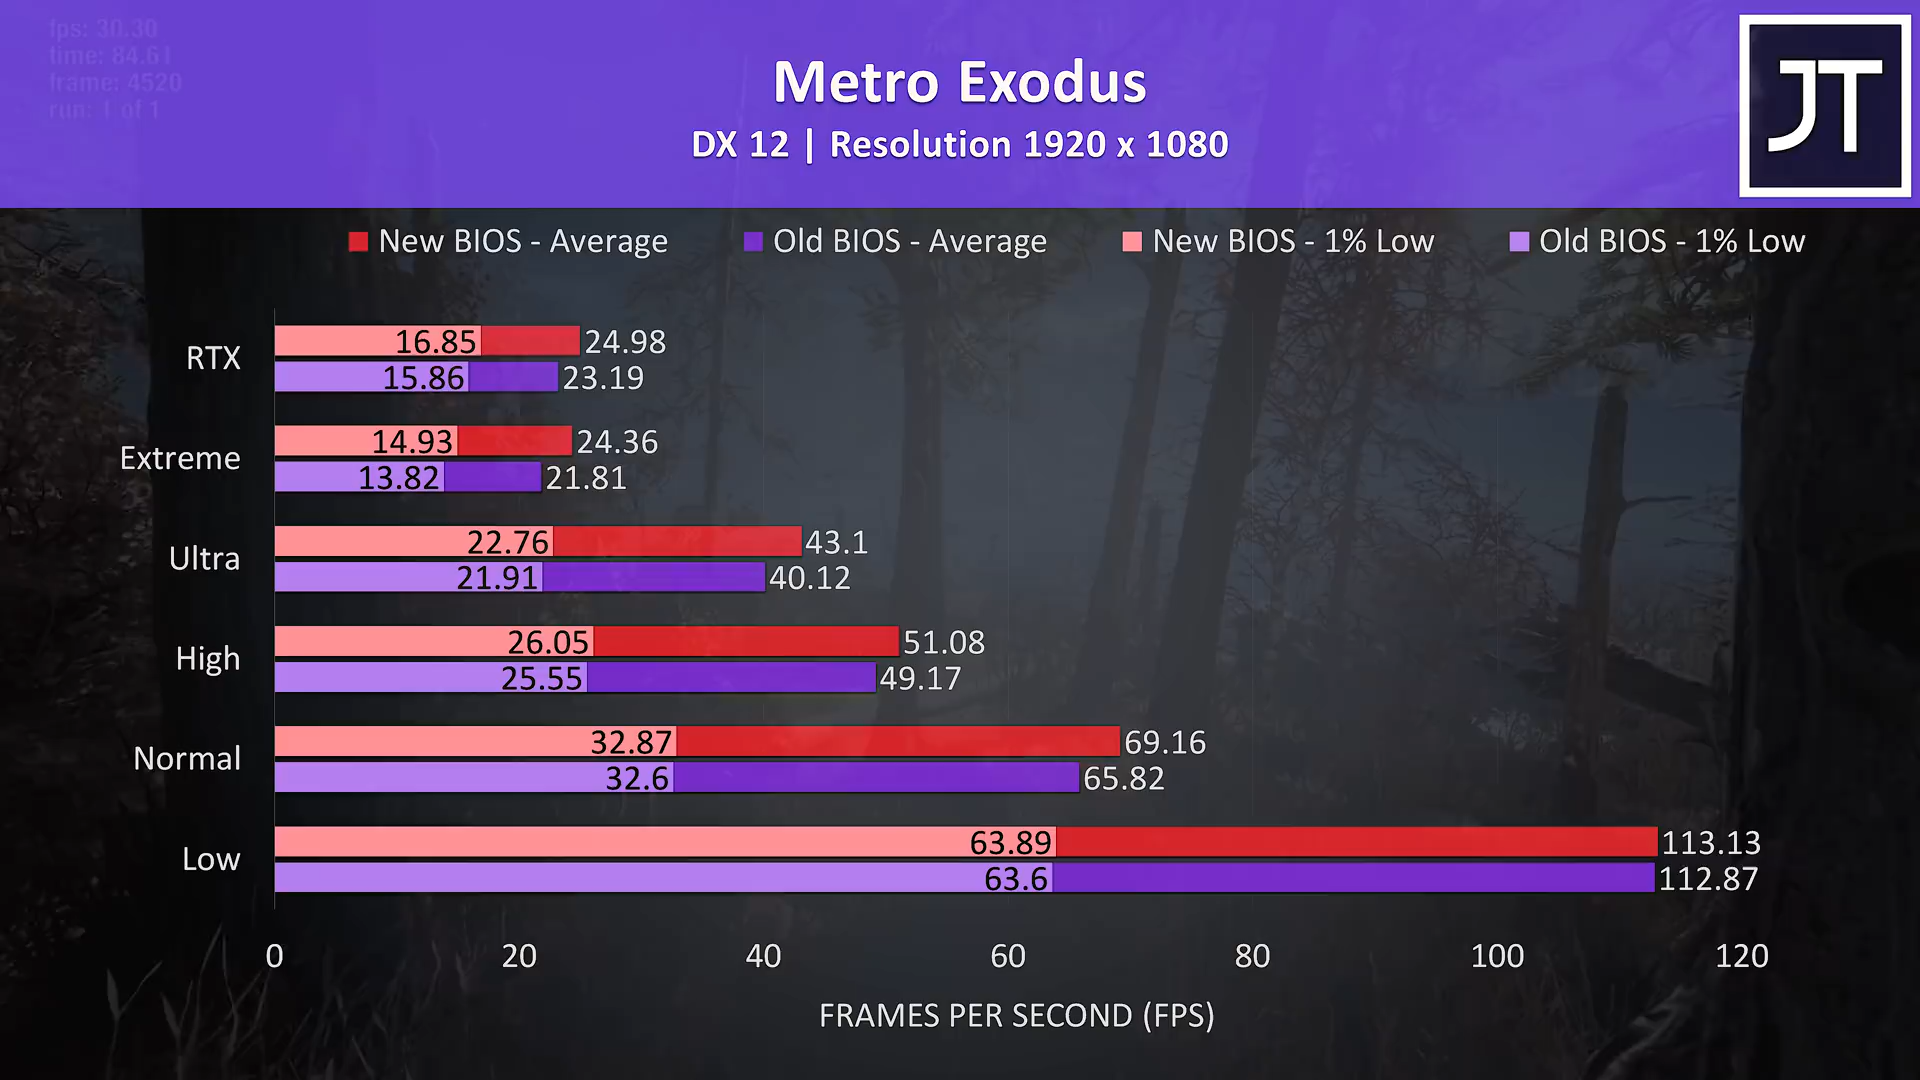 fps: 30.30
time: 84.61
frame: 4520
run: 1 of 1
Metro Exodus
DX 12 | Resolution 1920 x 1080
JT
New BIOS - Average
Old BIOS - Average
New BIOS - 1% Low
Old BIOS - 1% Low
RTX
16.85
24.98
15.86
23.19
Extreme
14.93
24.36
13.82
21.81
Ultra
22.76
43.1
21.91
40.12
High
26.05
51.08
25.55
49.17
Normal
32.87
69.16
32.6
65.82
Low
63.89
113.13
63.6
112.87
0 20 40 60 80 100 120
FRAMES PER SECOND (FPS)